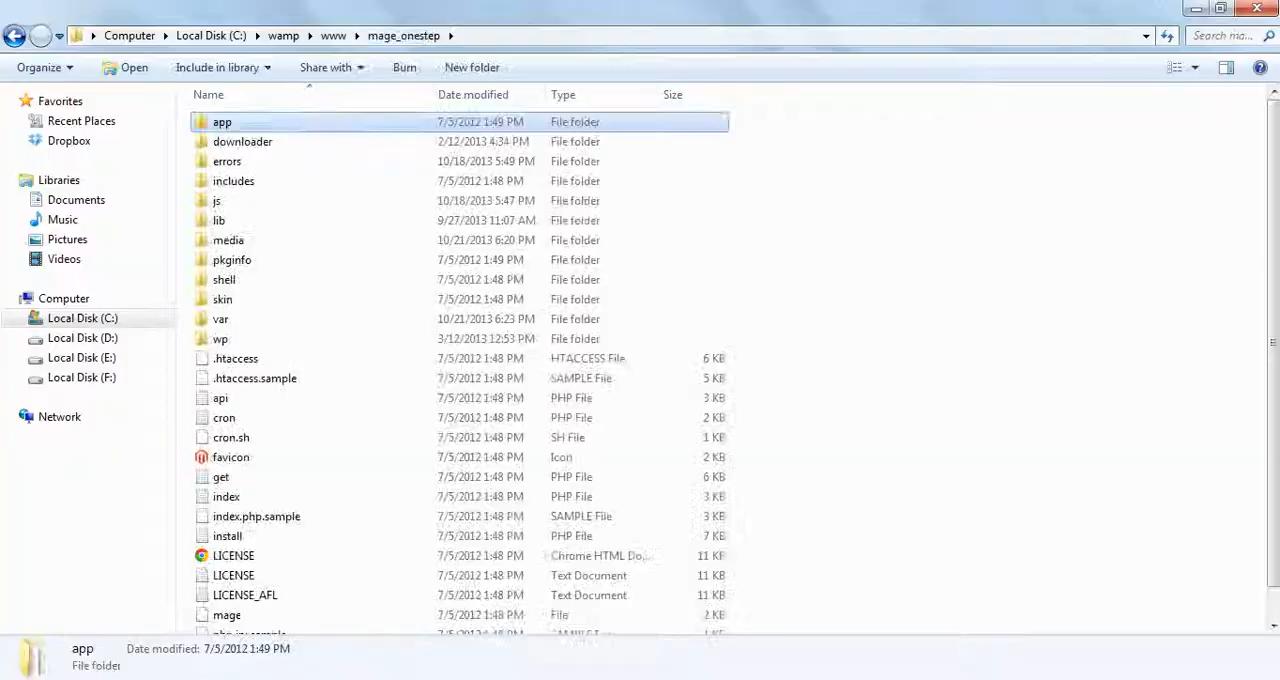 Computer Local Disk (C:) wamp www mage_onestep Search ma...
Organize Open Include in library Share with Burn New folder
Name Date modified Type Size
Favorites
Recent Places
Dropbox
Libraries
Documents
Music
Pictures
Videos
Computer
Local Disk (C:)
Local Disk (D:)
Local Disk (E:)
Local Disk (F:)
Network
app 7/5/2012 1:49 PM File folder
downloader 2/12/2013 4:34 PM File folder
errors 10/18/2013 5:49 PM File folder
includes 7/5/2012 1:48 PM File folder
js 10/18/2013 5:47 PM File folder
lib 9/27/2013 11:07 AM File folder
media 10/21/2013 6:20 PM File folder
pkginfo 7/5/2012 1:49 PM File folder
shell 7/5/2012 1:48 PM File folder
skin 7/5/2012 1:48 PM File folder
var 10/21/2013 6:23 PM File folder
wp 3/12/2013 12:53 PM File folder
.htaccess 7/5/2012 1:48 PM HTACCESS File 6 KB
.htaccess.sample 7/5/2012 1:48 PM SAMPLE File 5 KB
api 7/5/2012 1:48 PM PHP File 3 KB
cron 7/5/2012 1:48 PM PHP File 2 KB
cron.sh 7/5/2012 1:48 PM SH File 1 KB
favicon 7/5/2012 1:48 PM Icon 2 KB
get 7/5/2012 1:48 PM PHP File 6 KB
index 7/5/2012 1:48 PM PHP File 3 KB
index.php.sample 7/5/2012 1:48 PM SAMPLE File 3 KB
install 7/5/2012 1:48 PM PHP File 7 KB
LICENSE 7/5/2012 1:48 PM Chrome HTML Do... 11 KB
LICENSE 7/5/2012 1:48 PM Text Document 11 KB
LICENSE_AFL 7/5/2012 1:48 PM Text Document 11 KB
mage 7/5/2012 1:48 PM File 2 KB
app Date modified: 7/5/2012 1:49 PM
File folder